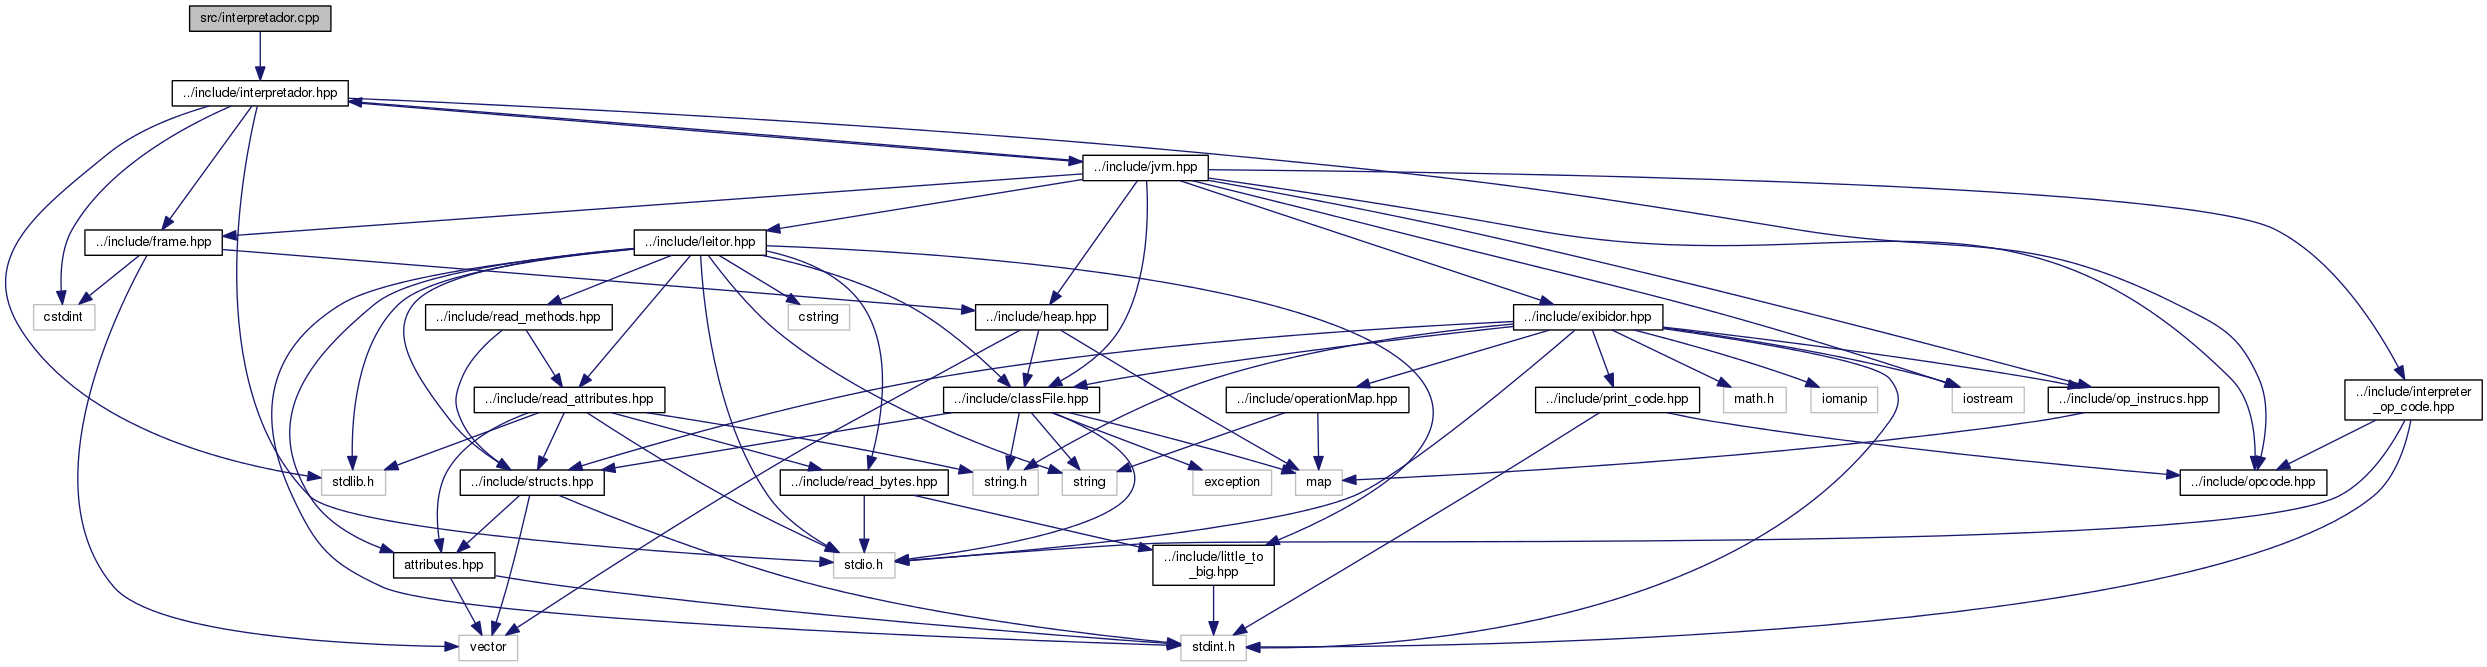 src/interpretador.cpp
../include/interpretador.hpp
../include/jvm.hpp
../include/frame.hpp
../include/leitor.hpp
cstdint
../include/read_methods.hpp
cstring
../include/heap.hpp
../include/exibidor.hpp
../include/read_attributes.hpp
../include/classFile.hpp
../include/operationMap.hpp
../include/print_code.hpp
math.h
iomanip
iostream
../include/op_instrucs.hpp
../include/interpreter
_op_code.hpp
stdlib.h
../include/structs.hpp
../include/read_bytes.hpp
string.h
string
exception
map
../include/opcode.hpp
attributes.hpp
stdio.h
../include/little_to
_big.hpp
vector
stdint.h